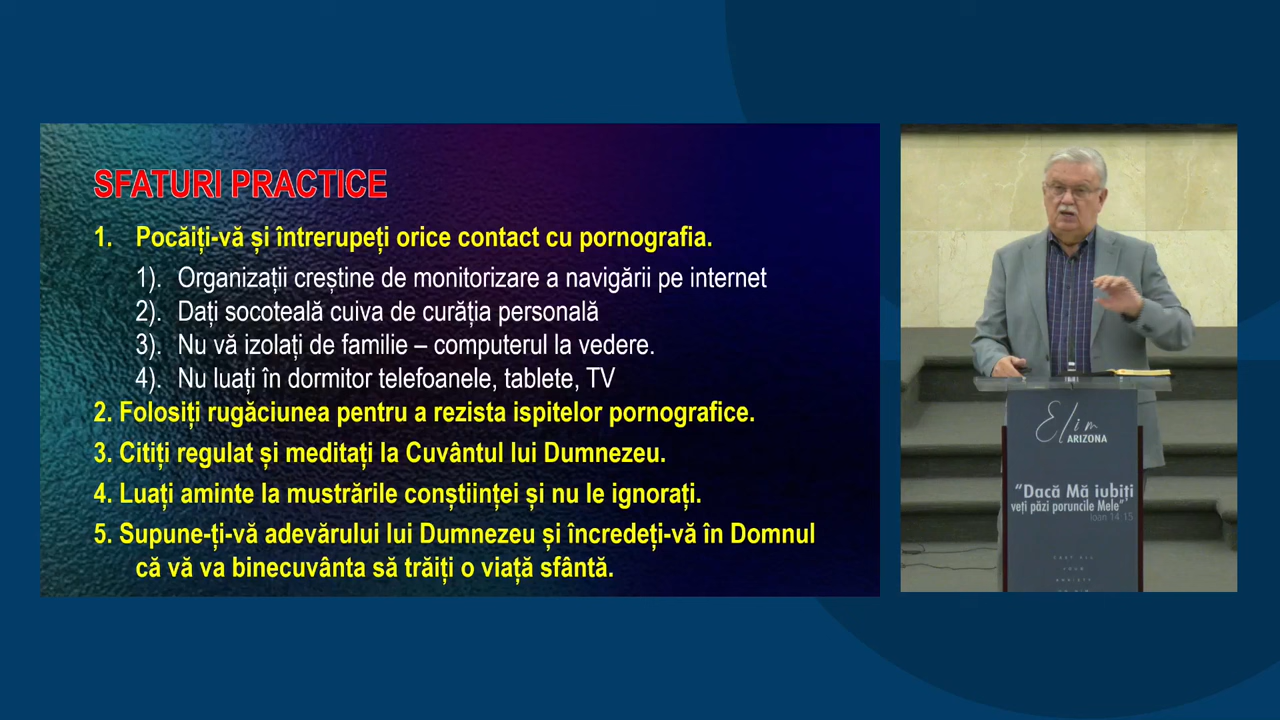 SFATURI PRACTICE
1. Pocăiți-vă și întrerupeți orice contact cu pornografia.
1). Organizații creștine de monitorizare a navigării pe internet
2). Dați socoteală cuiva de curăția personală
3). Nu vă izolați de familie – computerul la vedere.
4). Nu luați în dormitor telefoanele, tablete, TV
2. Folosiți rugăciunea pentru a rezista ispitelor pornografice.
3. Citiți regulat și meditați la Cuvântul lui Dumnezeu.
4. Luați aminte la mustrările conștiinței și nu le ignorați.
5. Supune-ți-vă adevărului lui Dumnezeu și încredeți-vă în Domnul
că vă va binecuvânta să trăiți o viață sfântă.
Elim
ARIZONA
“Dacă Mă iubiți
veți păzi poruncile Mele”
Ioan 14:15